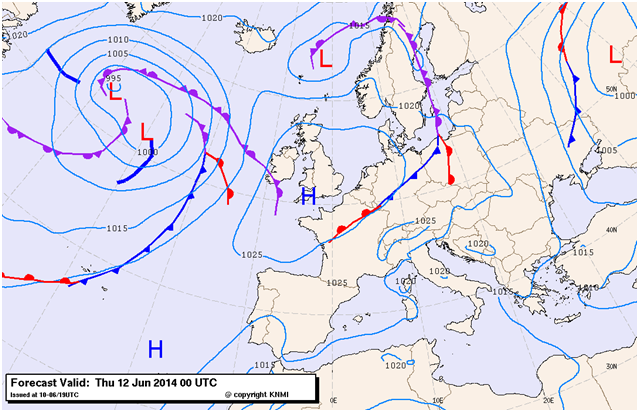 1020
1020
1020
1015
1010
1005
995
L
L
L
50N
1000
1020
L
1000
1005
H
1015
1025
1025
40N
1020
1015
1025
1020
1020
1010
H
1015
1015
30N
10W
0E
10E
20E
Forecast Valid: Thu 12 Jun 2014 00 UTC
Issued at 10-06/19UTC
@ copyright KNMI